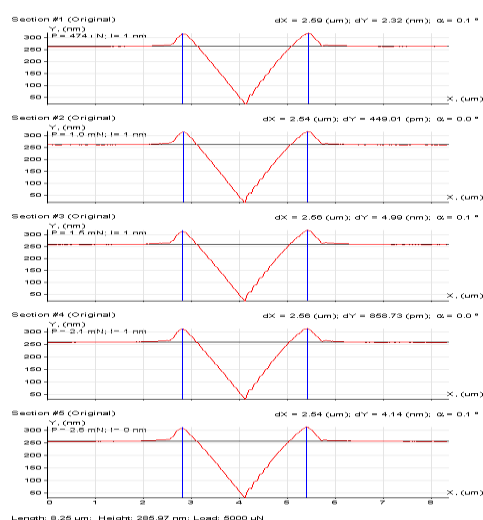 Section #1 (Original) dX = 2.59 (um); dY = 2.32 (nm); α = 0.1 °
Y, (nm)
P = 474 uN; l= 1 nm
300
250
200
150
100
50
X, (um)
Section #2 (Original) dX = 2.54 (um); dY = 449.01 (pm); α = 0.0 °
Y, (nm)
P = 1.0 mN; l= 1 nm
300
250
200
150
100
50
X, (um)
Section #3 (Original) dX = 2.56 (um); dY = 4.99 (nm); α = 0.1 °
Y, (nm)
P = 1.5 mN; l= 1 nm
300
250
200
150
100
50
X, (um)
Section #4 (Original) dX = 2.56 (um); dY = 858.73 (pm); α = 0.0 °
Y, (nm)
P = 2.1 mN; l= 1 nm
300
250
200
150
100
50
X, (um)
Section #5 (Original) dX = 2.54 (um); dY = 4.14 (nm); α = 0.1 °
Y, (nm)
P = 2.6 mN; l= 0 nm
300
250
200
150
100
50
X, (um)
0 1 2 3 4 5 6 7 8
Length: 8.25 um; Height: 285.97 nm; Load: 5000 uN